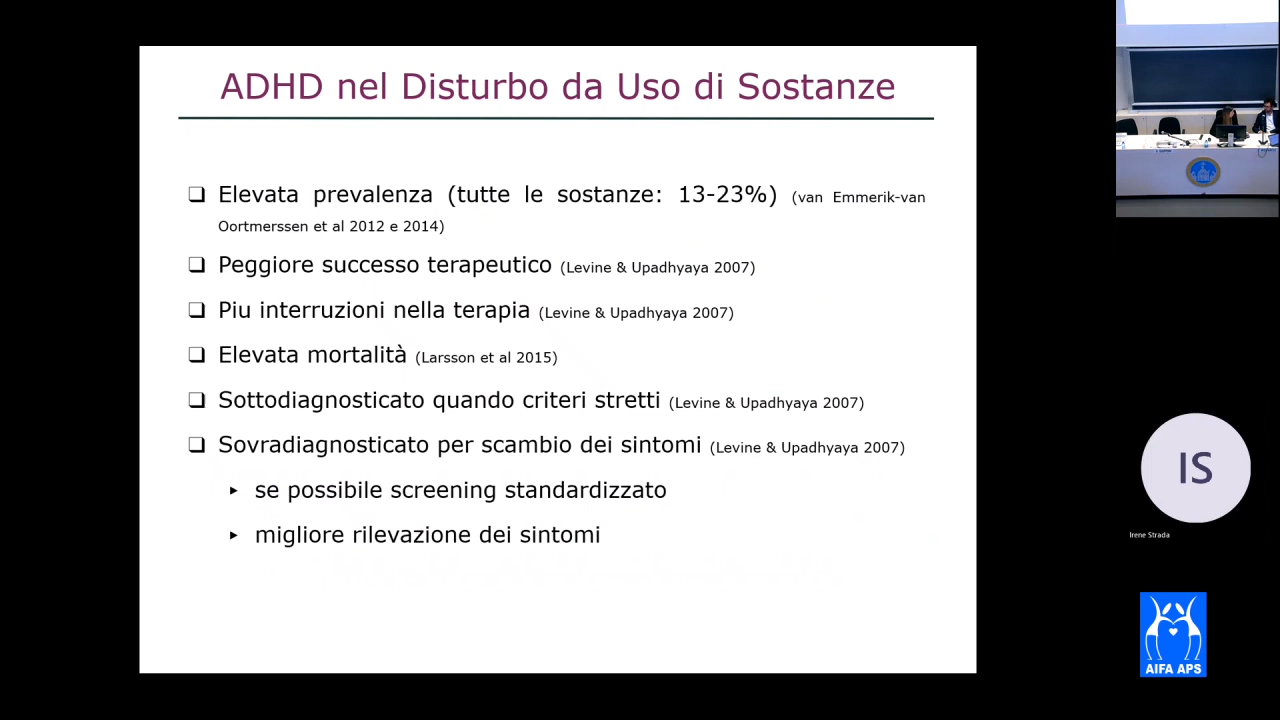 ADHD nel Disturbo da Uso di Sostanze
❑ Elevata prevalenza (tutte le sostanze: 13-23%) (van Emmerik-van
Oortmerssen et al 2012 e 2014)
❑ Peggiore successo terapeutico (Levine & Upadhyaya 2007)
❑ Piu interruzioni nella terapia (Levine & Upadhyaya 2007)
❑ Elevata mortalità (Larsson et al 2015)
❑ Sottodiagnosticato quando criteri stretti (Levine & Upadhyaya 2007)
❑ Sovradiagnosticato per scambio dei sintomi (Levine & Upadhyaya 2007)
▸ se possibile screening standardizzato
▸ migliore rilevazione dei sintomi
IS
Irene Strada
AIFA APS